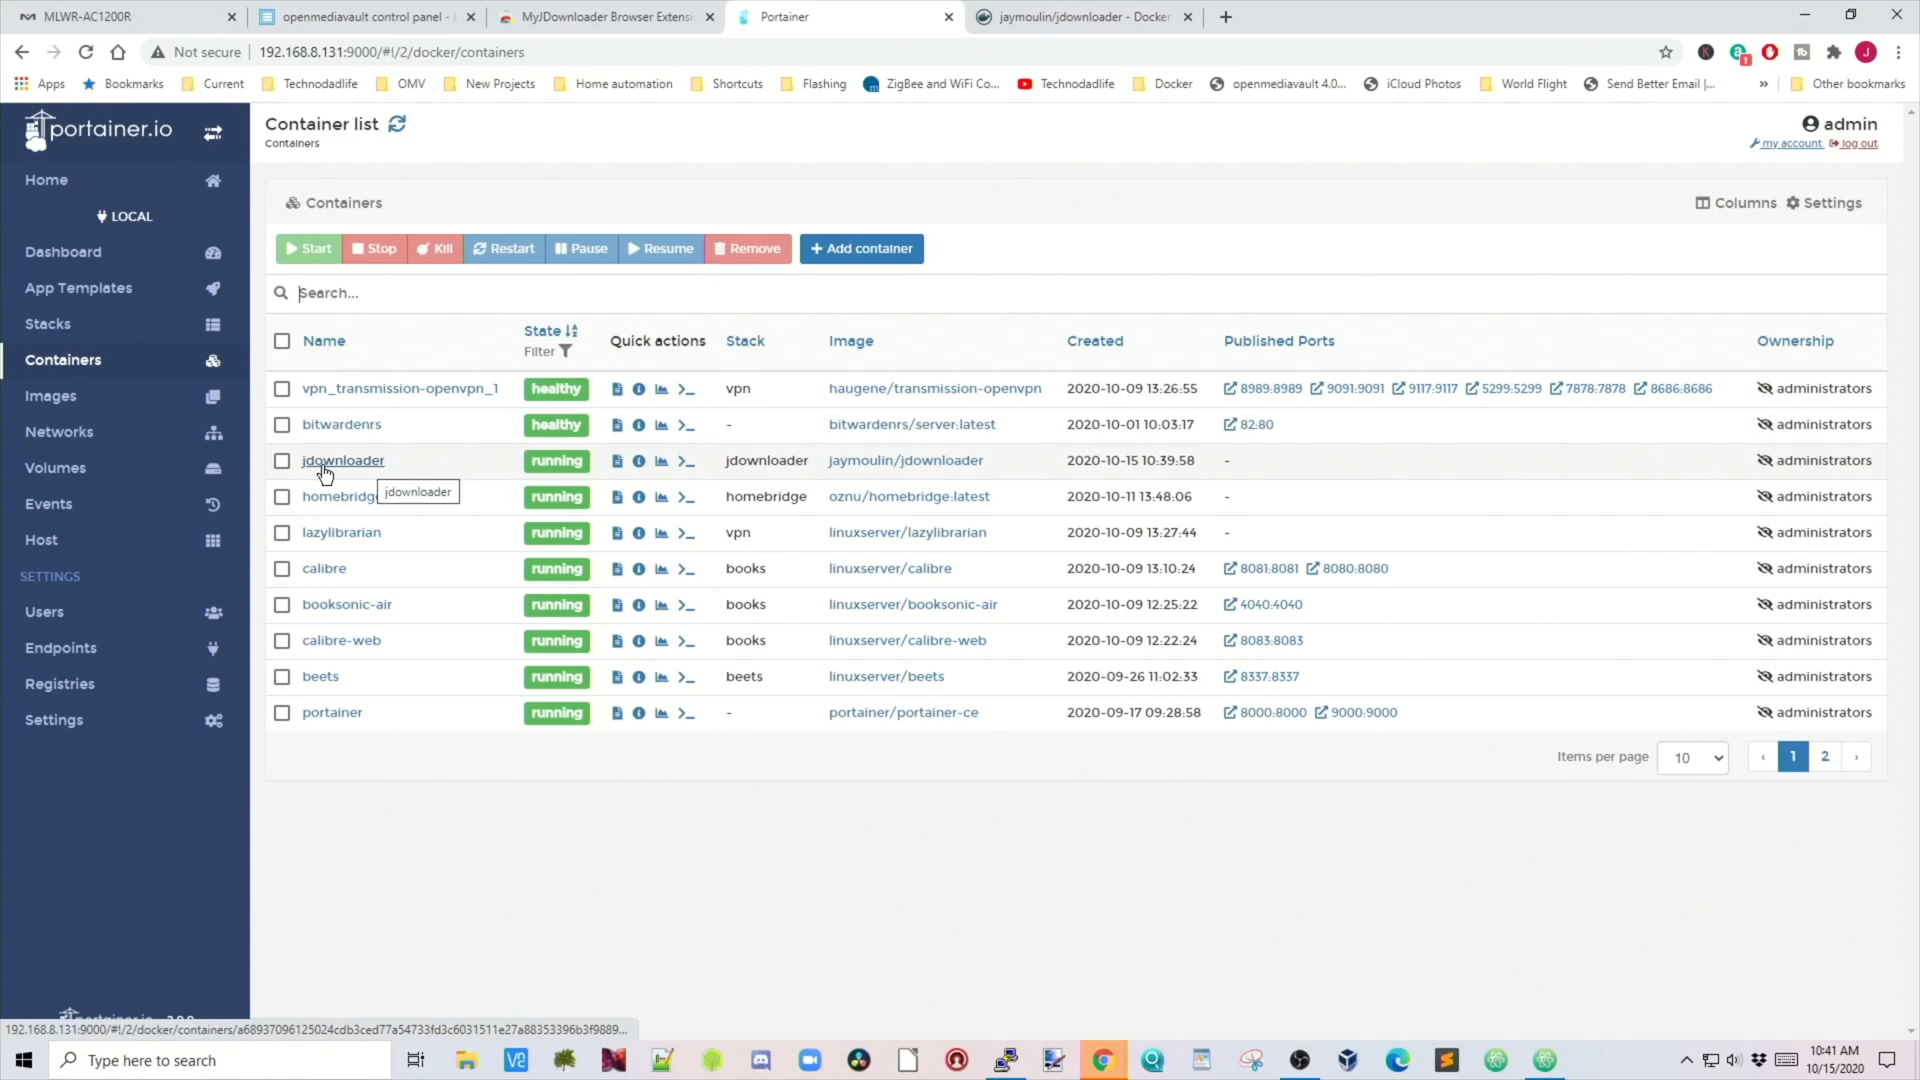 MLWR-AC1200R
openmediavault control panel -
MyJDownloader Browser Extensi
Portainer
jaymoulin/jdownloader - Docker
Not secure
192.168.8.131:9000/#!/2/docker/containers
Apps
Bookmarks
Current
Technodadlife
OMV
New Projects
Home automation
Shortcuts
Flashing
ZigBee and WiFi Co...
Technodadlife
Docker
openmediavault 4.0...
iCloud Photos
World Flight
Send Better Email |...
»
Other bookmarks
portainer.io
Container list
Containers
admin
my account
log out
Home
LOCAL
Dashboard
App Templates
Stacks
Containers
Images
Networks
Volumes
Events
Host
SETTINGS
Users
Endpoints
Registries
Settings
Containers
Columns
Settings
Start
Stop
Kill
Restart
Pause
Resume
Remove
+ Add container
Search...
Name
State
Filter
Quick actions
Stack
Image
Created
Published Ports
Ownership
vpn_transmission-openvpn_1 healthy vpn haugene/transmission-openvpn 2020-10-09 13:26:55 8989:8989 9091:9091 9117:9117 5299:5299 7878:7878 8686:8686 administrators
bitwardenrs healthy - bitwardenrs/server:latest 2020-10-01 10:03:17 82:80 administrators
jdownloader running jdownloader jaymoulin/jdownloader 2020-10-15 10:39:58 - administrators
jdownloader
homebridge running homebridge oznu/homebridge:latest 2020-10-11 13:48:06 - administrators
lazylibrarian running vpn linuxserver/lazylibrarian 2020-10-09 13:27:44 - administrators
calibre running books linuxserver/calibre 2020-10-09 13:10:24 8081:8081 8080:8080 administrators
booksonic-air running books linuxserver/booksonic-air 2020-10-09 12:25:22 4040:4040 administrators
calibre-web running books linuxserver/calibre-web 2020-10-09 12:22:24 8083:8083 administrators
beets running beets linuxserver/beets 2020-09-26 11:02:33 8337:8337 administrators
portainer running - portainer/portainer-ce 2020-09-17 09:28:58 8000:8000 9000:9000 administrators
Items per page 10 ‹ 1 2 ›
192.168.8.131:9000/#!/2/docker/containers/a68937096125024cdb3ced77a54733fd3c6031511e27a88353396b3f9889...
Type here to search
10:41 AM
10/15/2020